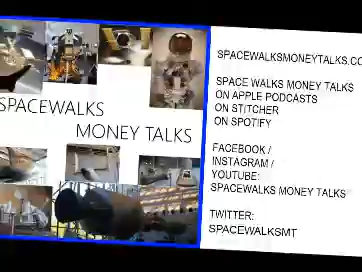 SPACEWALKS
MONEY TALKS
SPACEWALKSMONEYTALKS.CO
SPACE WALKS MONEY TALKS
ON APPLE PODCASTS
ON STITCHER
ON SPOTIFY
FACEBOOK /
INSTAGRAM /
YOUTUBE:
SPACEWALKS MONEY TALKS
TWITTER:
SPACEWALKSMT